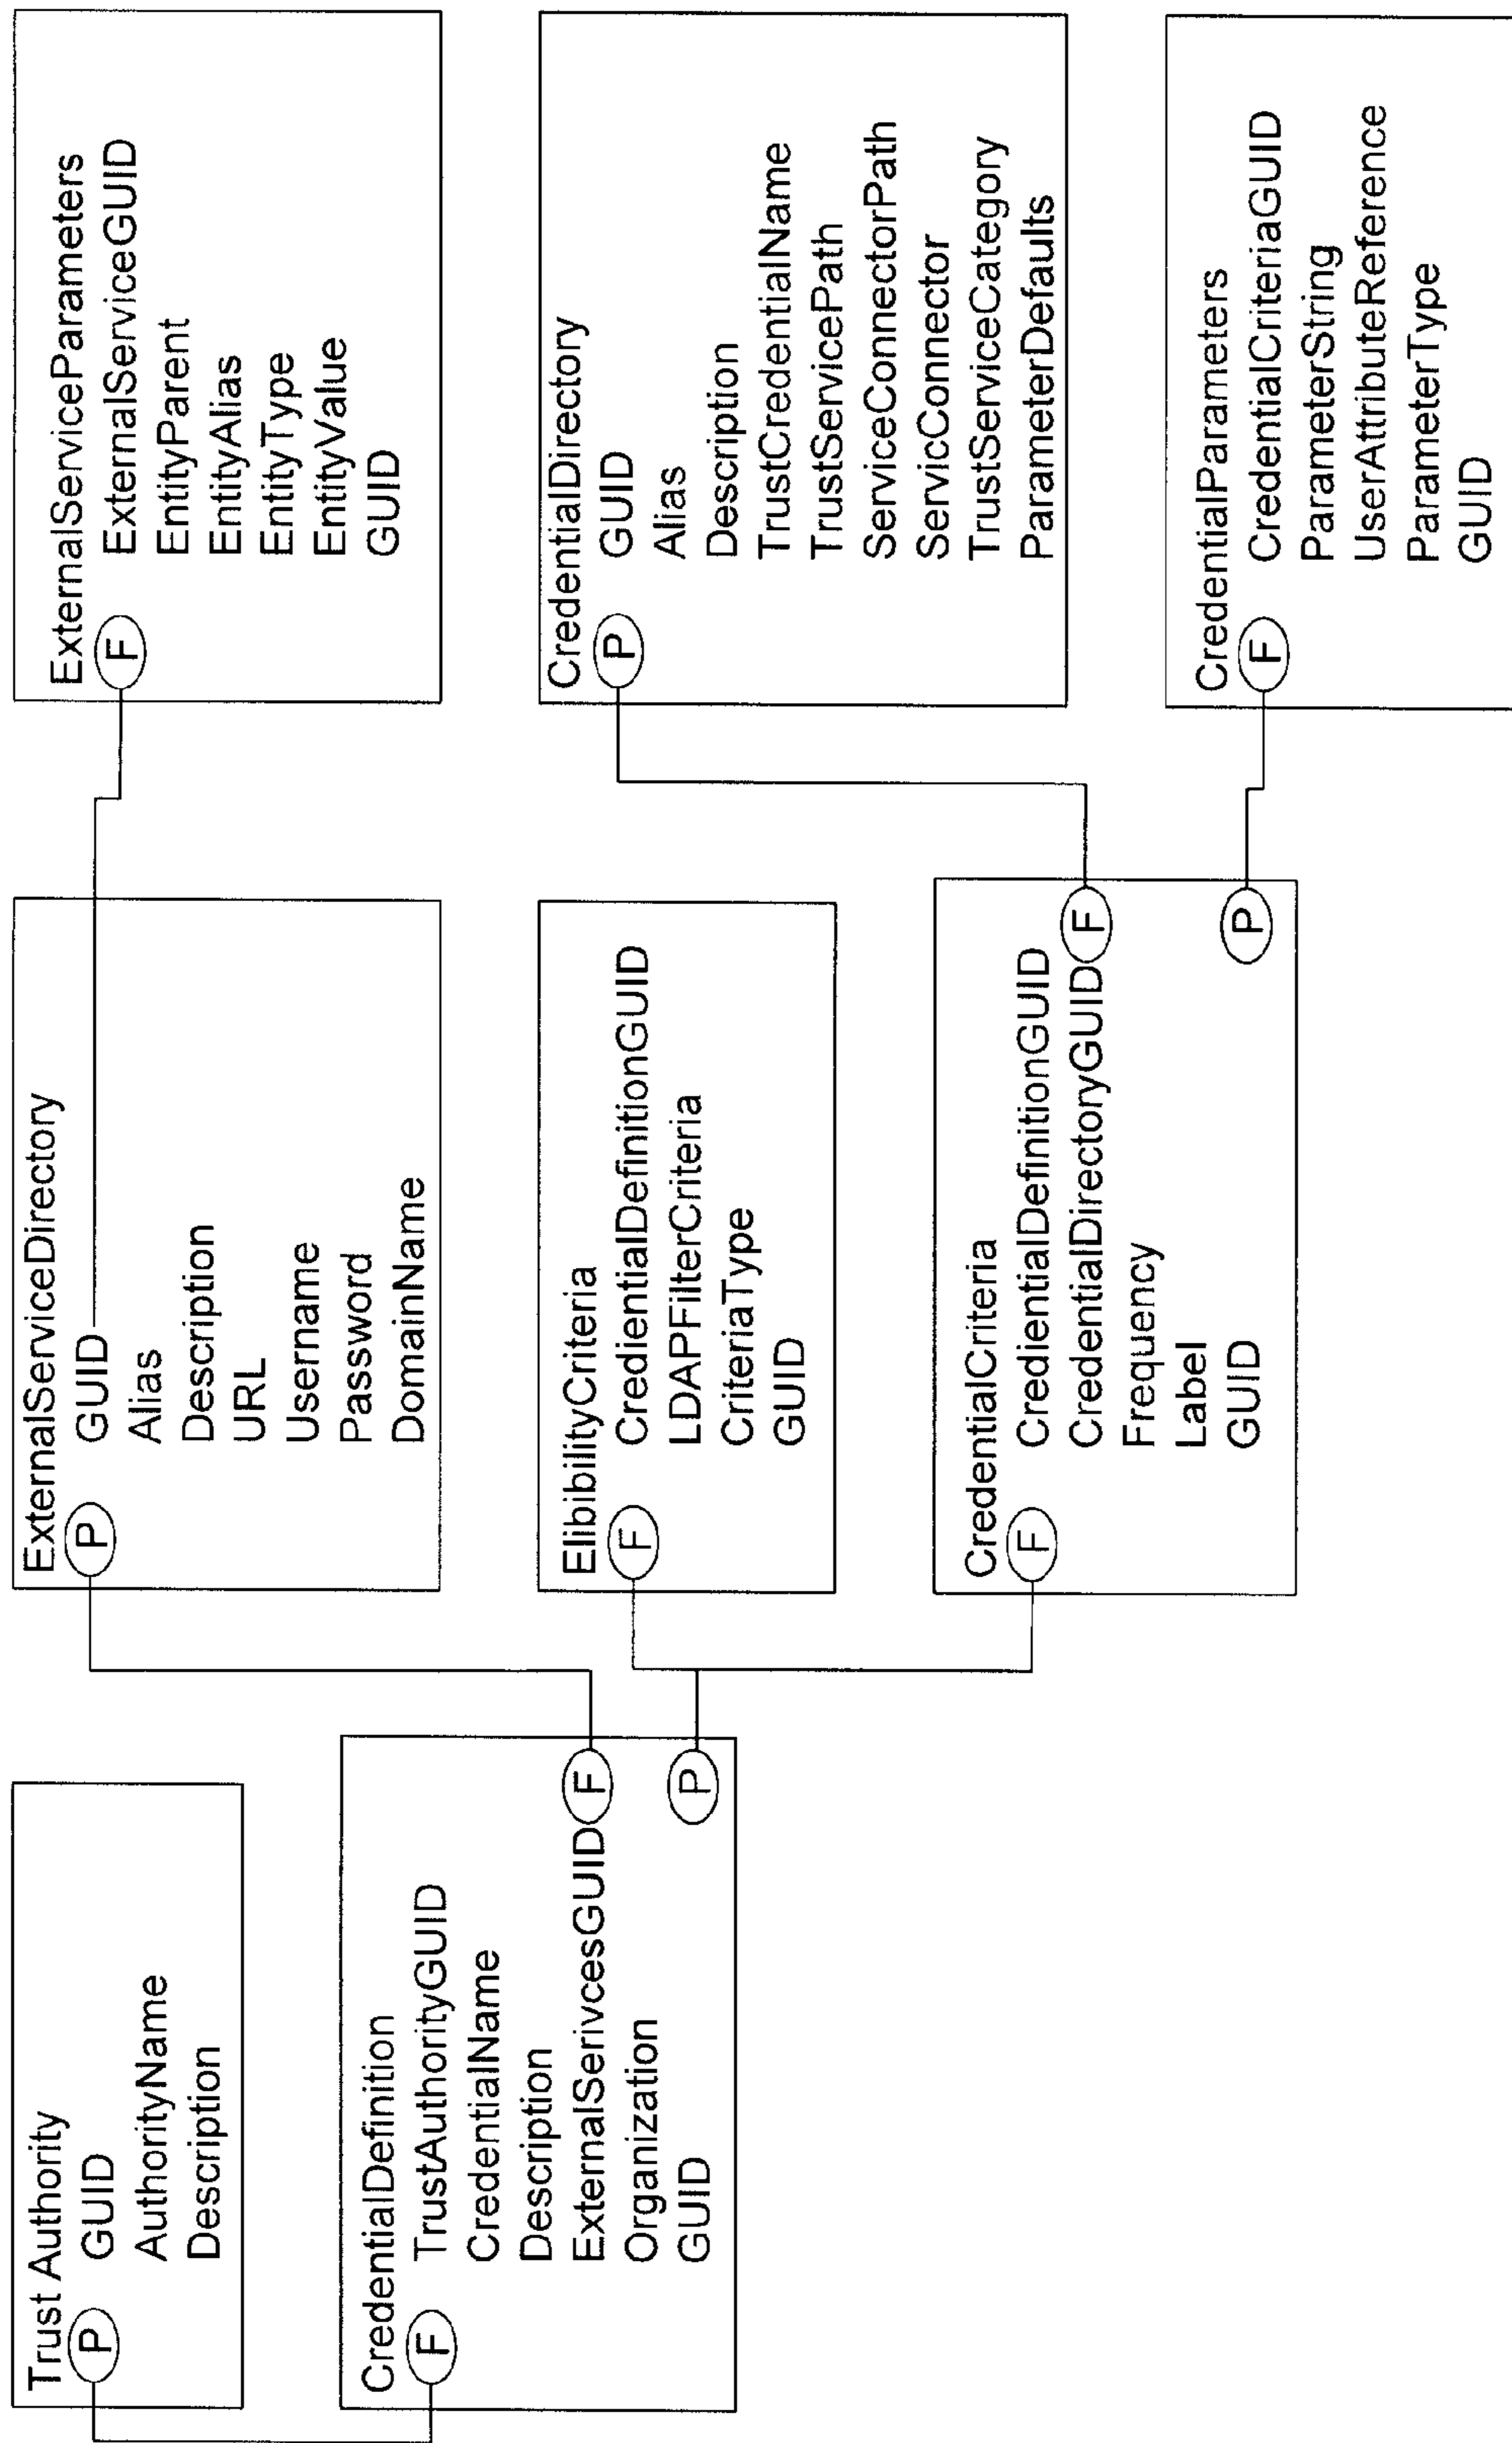 Trust Authority
P GUID
AuthorityName
Description
CredentialDefinition
F TrustAuthorityGUID
CredentialName
Description
ExternalSerivcesGUID F
Organization
GUID P
ExternalServiceDirectory
P GUID
Alias
Description
URL
Username
Password
DomainName
ElibibilityCriteria
F CredientialDefinitionGUID
LDAPFilterCriteria
CriteriaType
GUID
CredentialCriteria
F CredientialDefinitionGUID
CredentialDirectoryGUID F
Frequency
Label
GUID P
ExternalServiceParameters
F ExternalServiceGUID
EntityParent
EntityAlias
EntityType
EntityValue
GUID
CredentialDirectory
P GUID
Alias
Description
TrustCredentialName
TrustServicePath
ServiceConnectorPath
ServicConnector
TrustServiceCategory
ParameterDefaults
CredentialParameters
F CredentialCriteriaGUID
ParameterString
UserAttributeReference
ParameterType
GUID